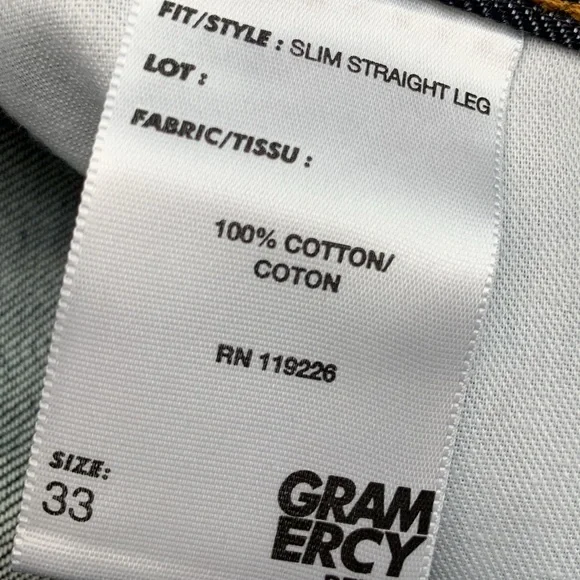 FIT/STYLE : SLIM STRAIGHT LEG
LOT :
FABRIC/TISSU :
100% COTTON/
COTON
RN 119226
SIZE:
33
GRAM
ERCY